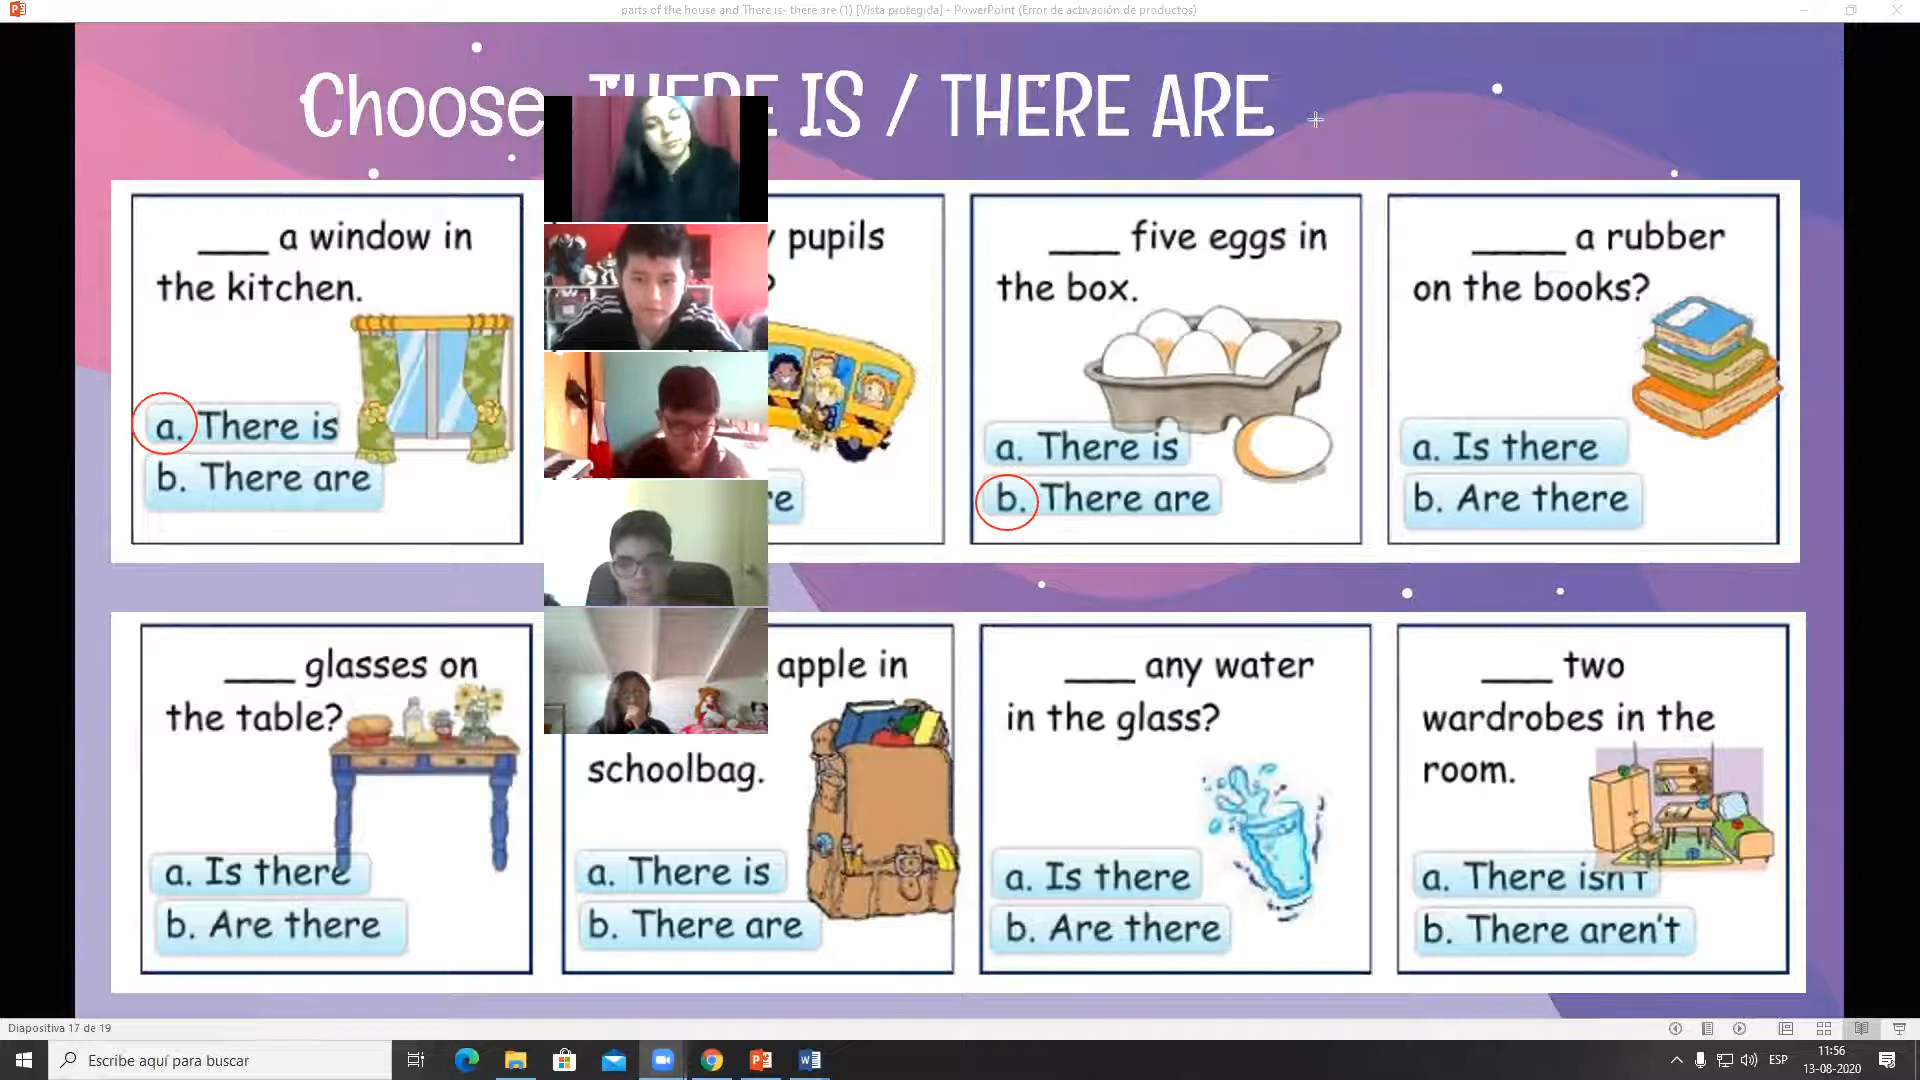 parts of the house and There is- there are (1) [Vista protegida] - PowerPoint (Error de activación de productos)
Choose THERE IS / THERE ARE
___ a window in
the kitchen.
a. There is
b. There are
pupils
?
___ five eggs in
the box.
a. There is
b. There are
____ a rubber
on the books?
a. Is there
b. Are there
___ glasses on
the table?
a. Is there
b. Are there
apple in
schoolbag.
a. There is
b. There are
___ any water
in the glass?
a. Is there
b. Are there
___ two
wardrobes in the
room.
a. There isn't
b. There aren't
Diapositiva 17 de 19
Escribe aquí para buscar
ESP
11:56
13-08-2020